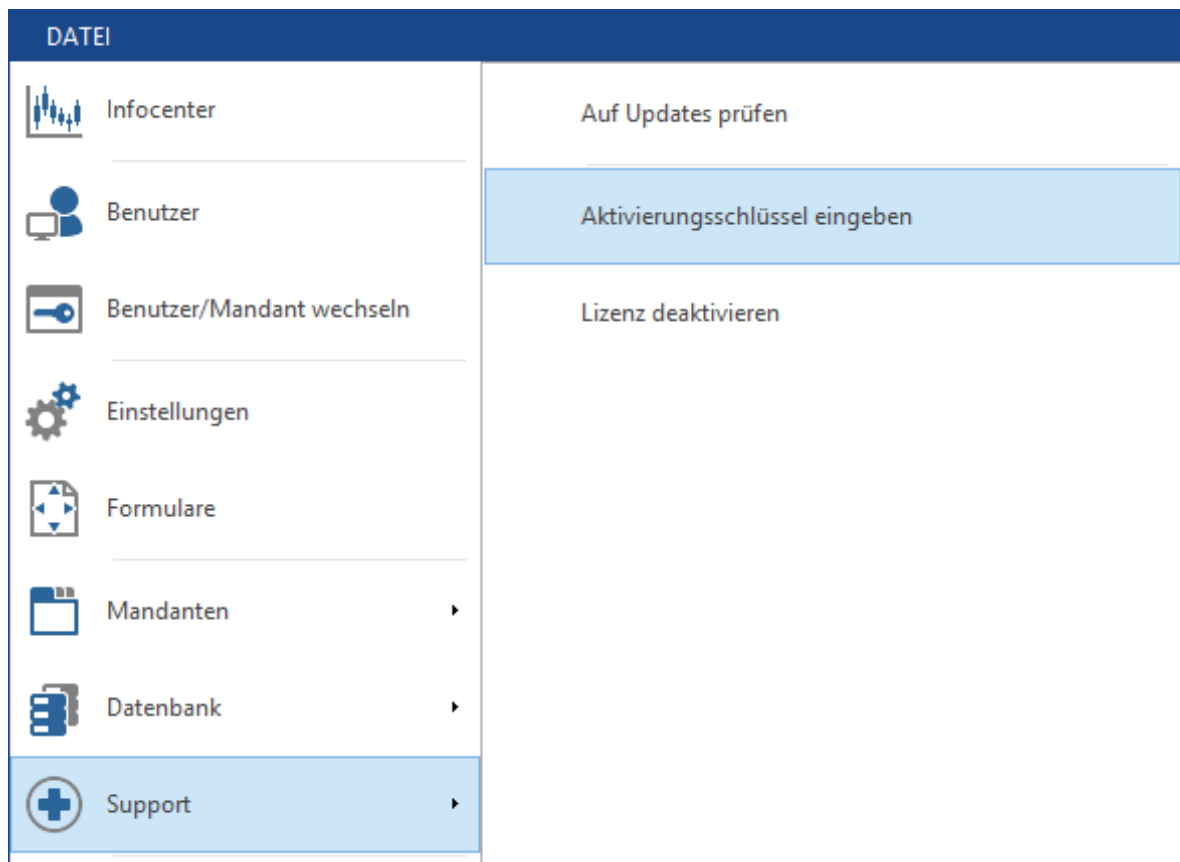 DATEI
Infocenter
Benutzer
Benutzer/Mandant wechseln
Einstellungen
Formulare
Mandanten
Datenbank
Support
Auf Updates prüfen
Aktivierungsschlüssel eingeben
Lizenz deaktivieren